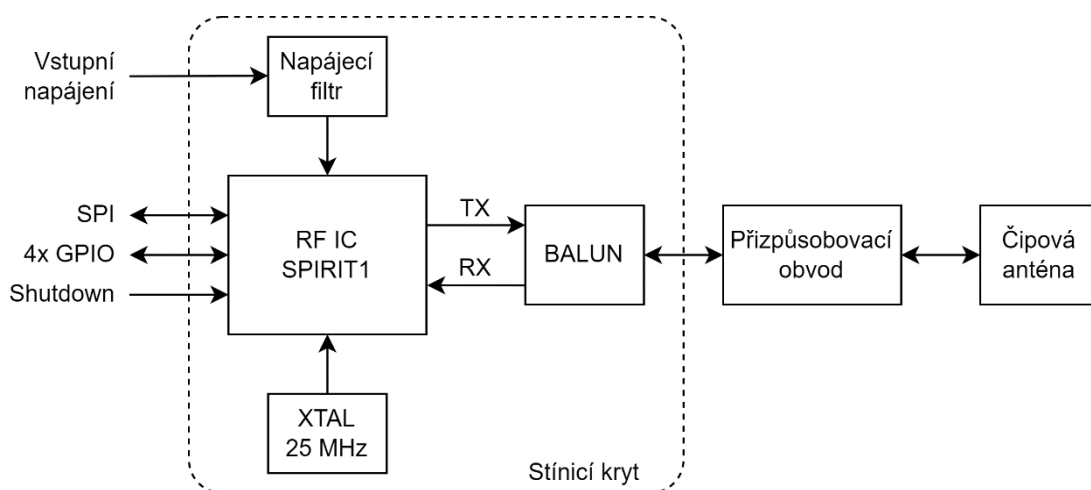 Vstupní
napájení
Napájecí
filtr
SPI
4x GPIO
Shutdown
RF IC
SPIRIT1
TX
RX
BALUN
Přizpůsobovací
obvod
Čipová
anténa
XTAL
25 MHz
Stínicí kryt